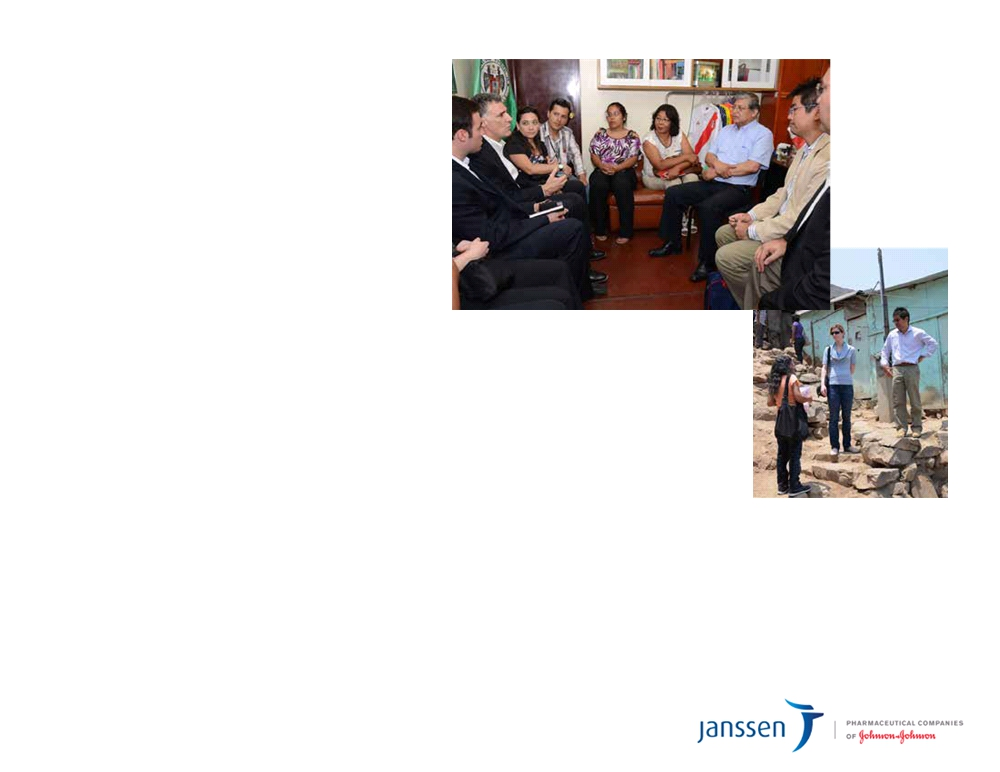 janssen
PHARMACEUTICAL COMPANIES
OF Johnson&Johnson